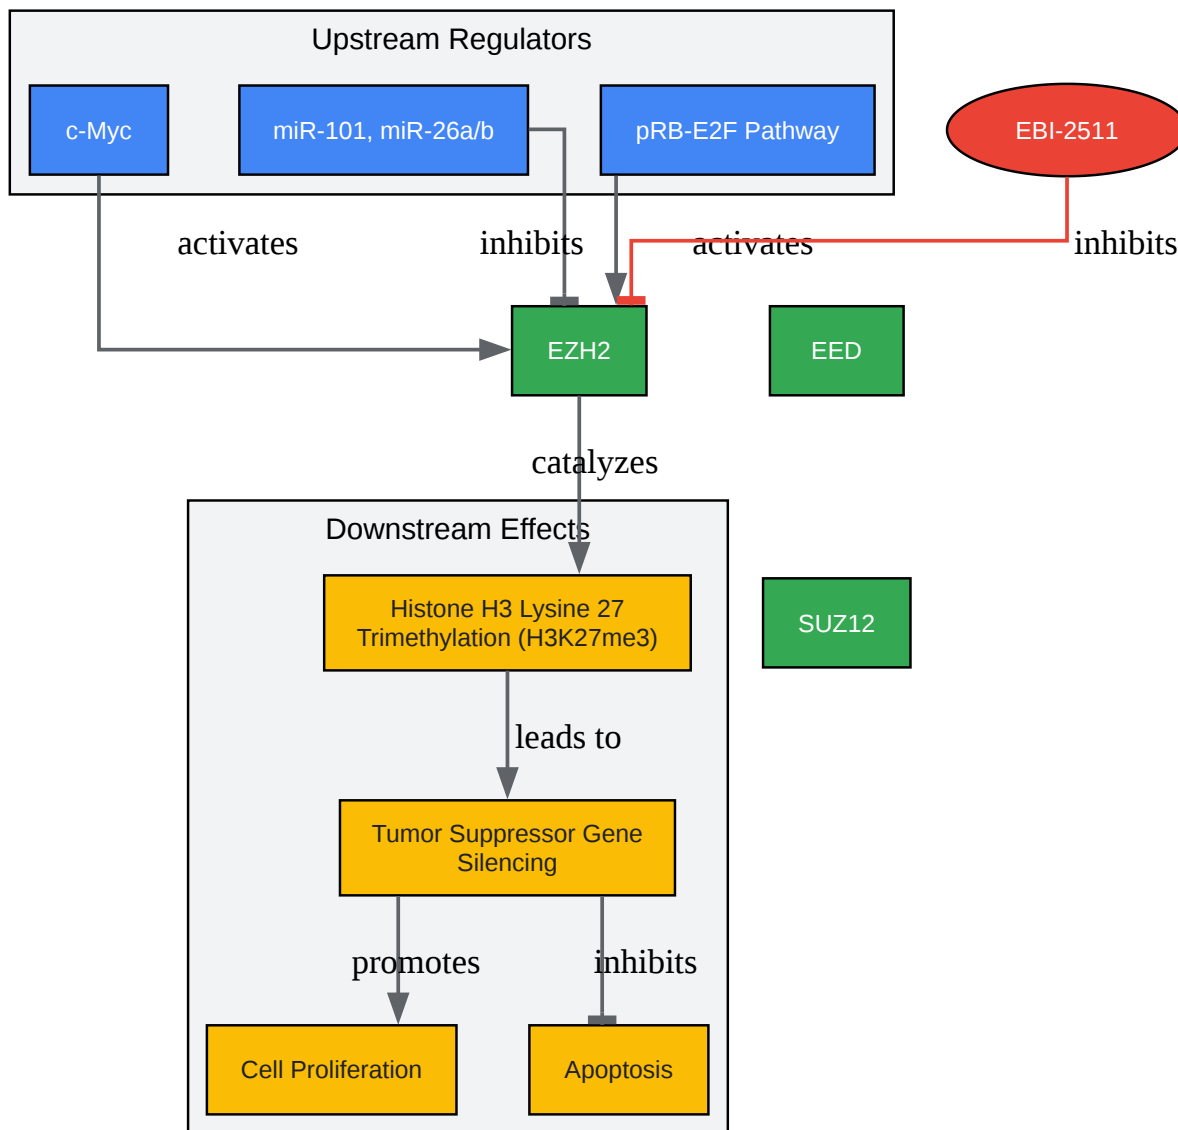 Upstream Regulators
c-Myc
miR-101, miR-26a/b
pRB-E2F Pathway
EBI-2511
activates
inhibits
activates
inhibits
EZH2
EED
catalyzes
Downstream Effects
Histone H3 Lysine 27
Trimethylation (H3K27me3)
SUZ12
leads to
Tumor Suppressor Gene
Silencing
promotes
inhibits
Cell Proliferation
Apoptosis